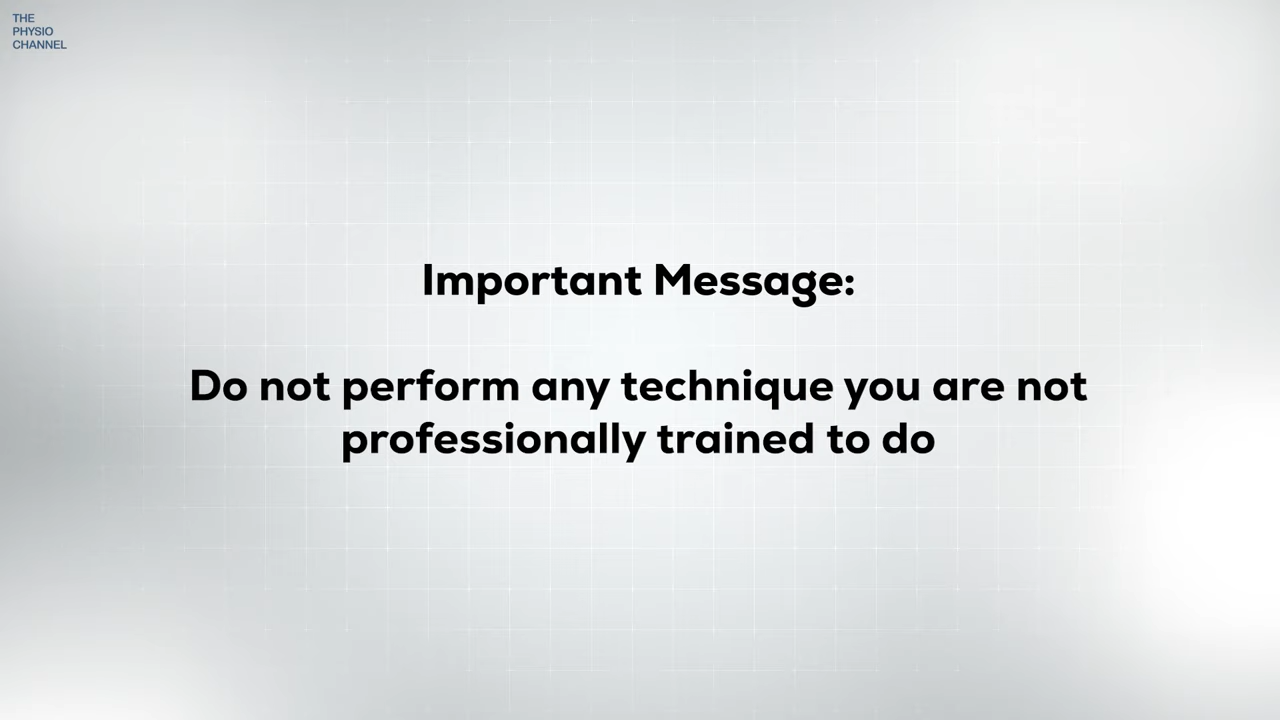 THE
PHYSIO
CHANNEL
Important Message:
Do not perform any technique you are not
professionally trained to do